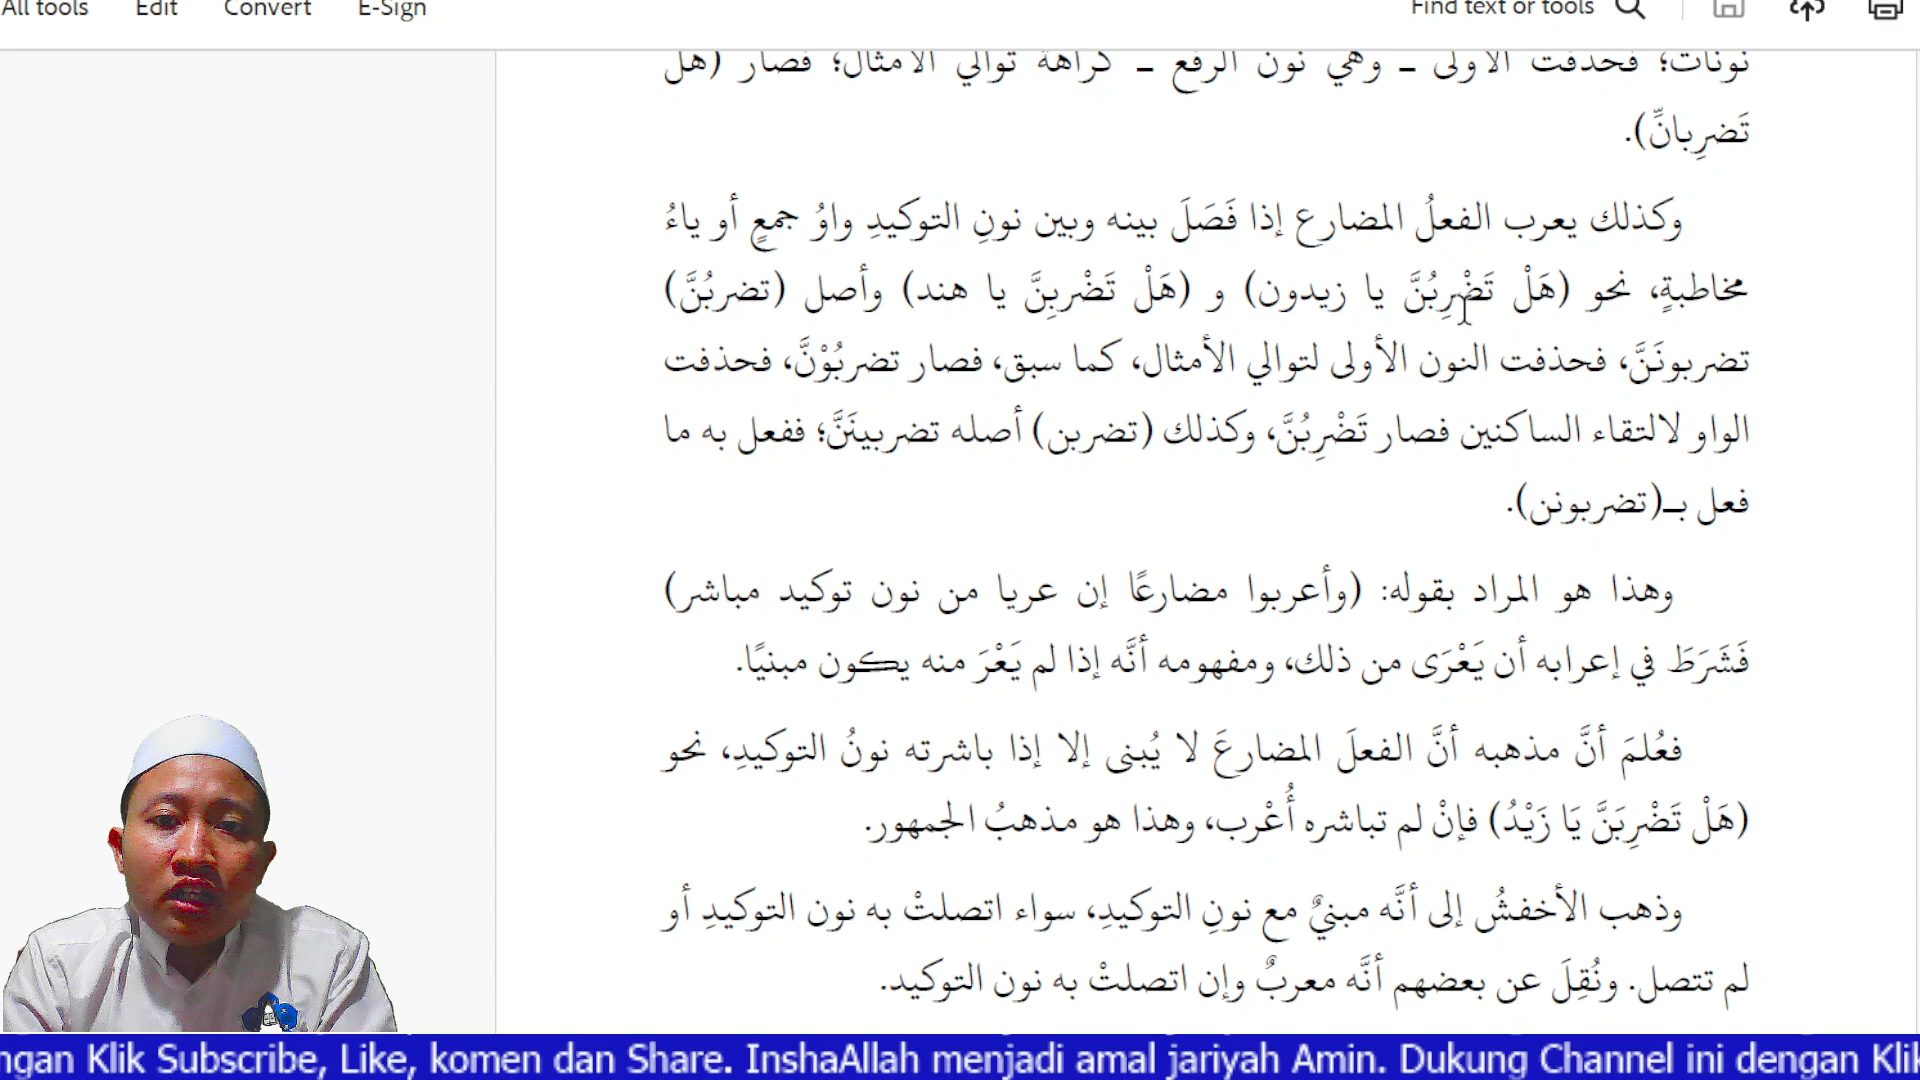 All tools Edit Convert E-Sign Find text or tools
نونات؛ فحذفت الأولى ـ وهي نون الرفع ـ كراهة توالي الأمثال؛ فصار (هل
تَضرِبانِّ).
وكذلك يعرب الفعلُ المضارع إذا فَصَلَ بينه وبين نونِ التوكيدِ واوُ جمعٍ أو ياءُ
مخاطبةٍ، نحو (هَلْ تَضْرِبُنَّ يا زيدون) و (هَلْ تَضْرِبِنَّ يا هند) وأصل (تضربُنَّ)
تضربونَنَّ، فحذفت النون الأولى لتوالي الأمثال، كما سبق، فصار تضربُوْنَّ، فحذفت
الواو لالتقاء الساكنين فصار تَضْرِبُنَّ، وكذلك (تضربن) أصله تضربينَنَّ؛ ففعل به ما
فعل بـ(تضربونن).
وهذا هو المراد بقوله: (وأعربوا مضارعًا إن عريا من نون توكيد مباشر)
فَشَرَطَ في إعرابه أن يَعْرَى من ذلك، ومفهومه أنَّه إذا لم يَعْرَ منه يكون مبنيًا.
فعُلمَ أنَّ مذهبه أنَّ الفعلَ المضارعَ لا يُبنى إلا إذا باشرته نونُ التوكيدِ، نحو
(هَلْ تَضْرِبَنَّ يَا زَيْدُ) فإنْ لم تباشره أُعْرب، وهذا هو مذهبُ الجمهور.
وذهب الأخفشُ إلى أنَّه مبنيٌ مع نونِ التوكيدِ، سواء اتصلتْ به نون التوكيدِ أو
لم تتصل. ونُقِلَ عن بعضهم أنَّه معربٌ وإن اتصلتْ به نون التوكيد.
ngan Klik Subscribe, Like, komen dan Share. InshaAllah menjadi amal jariyah Amin. Dukung Channel ini dengan Klik